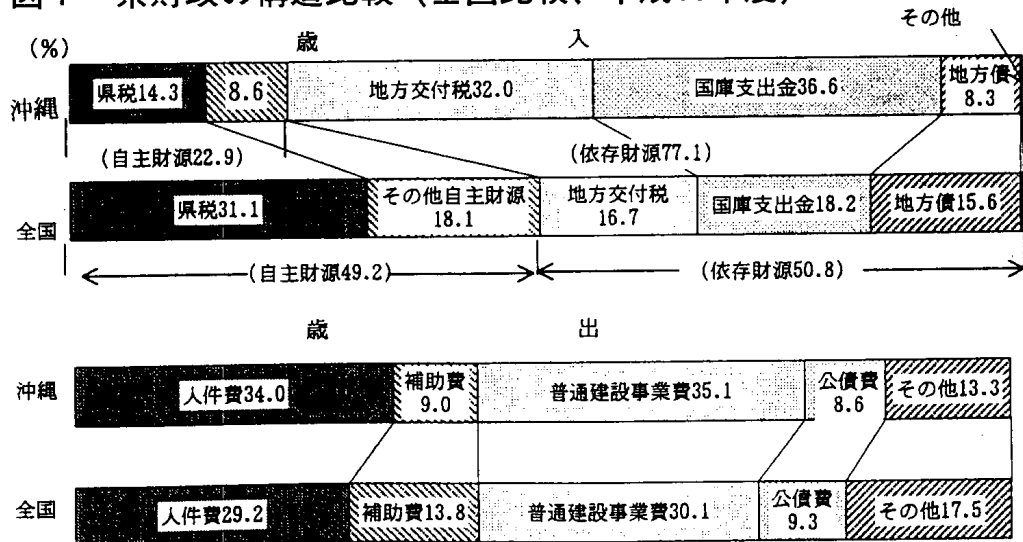 県財政の構造比較(全国比較、平成
その他
(%)
歳 入
沖縄
県税14.3
8.6
地方交付税32.0
国庫支出金36.6
地方債
8.3
(自主財源22.9)
(依存財源77.1)
全国
県税31.1
その他自主財源
18.1
地方交付税
16.7
国庫支出金18.2
地方債15.6
(自主財源49.2)
(依存財源50.8)
歳 出
沖縄
人件費34.0
補助費
9.0
普通建設事業費35.1
公債費
8.6
その他13.3
全国
人件費29.2
補助費13.8
普通建設事業費30.1
公債費
9.3
その他17.5